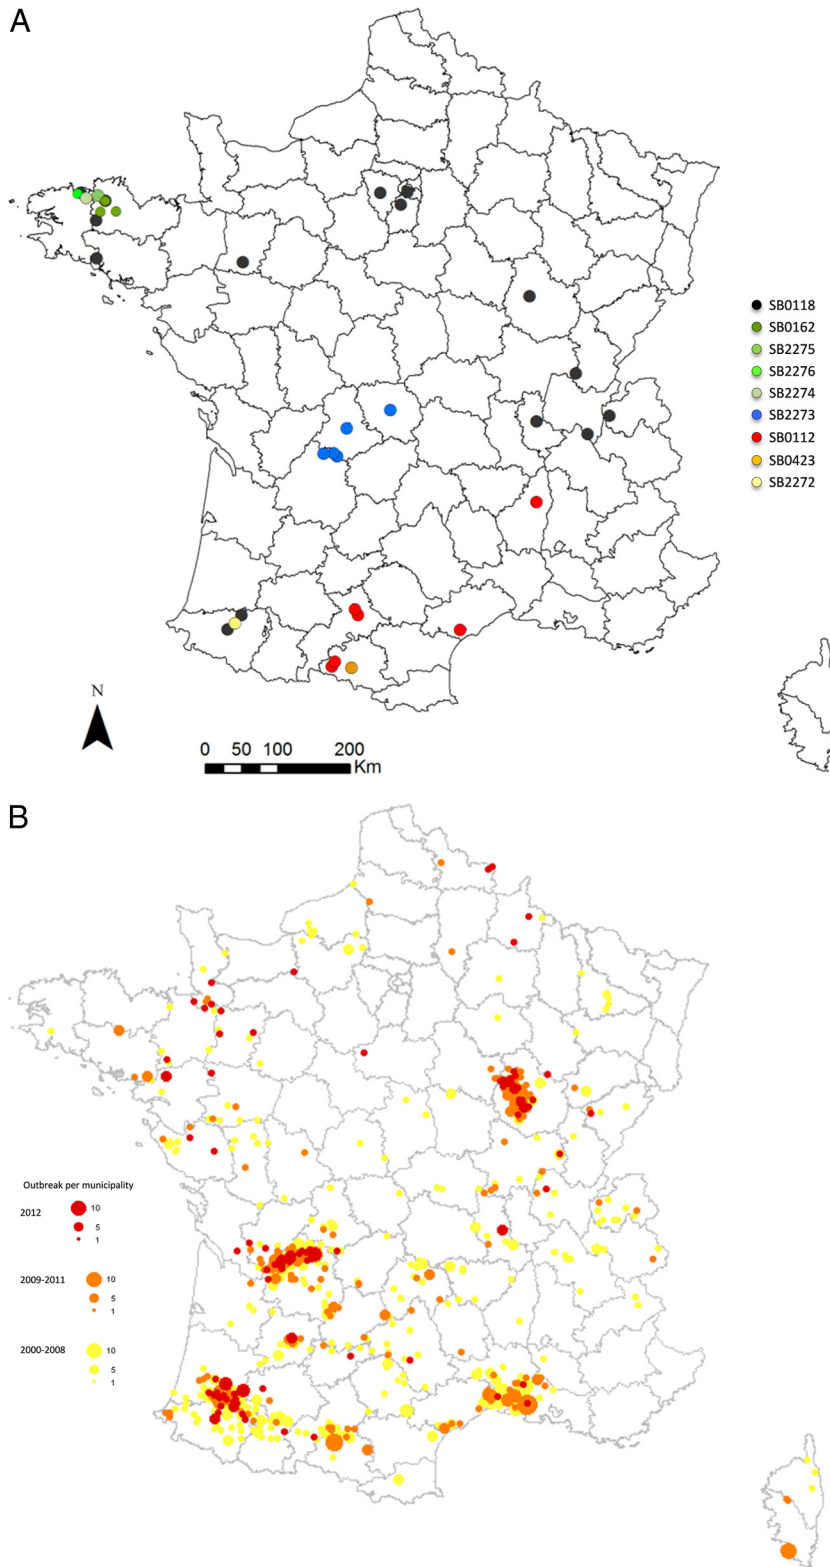 A
SB0118
SB0162
SB2275
SB2276
SB2274
SB2273
SB0112
SB0423
SB2272
N
0 50 100 200
Km
B
Outbreak per municipality
2012
10
5
1
2009-2011
10
5
1
2000-2008
10
5
1